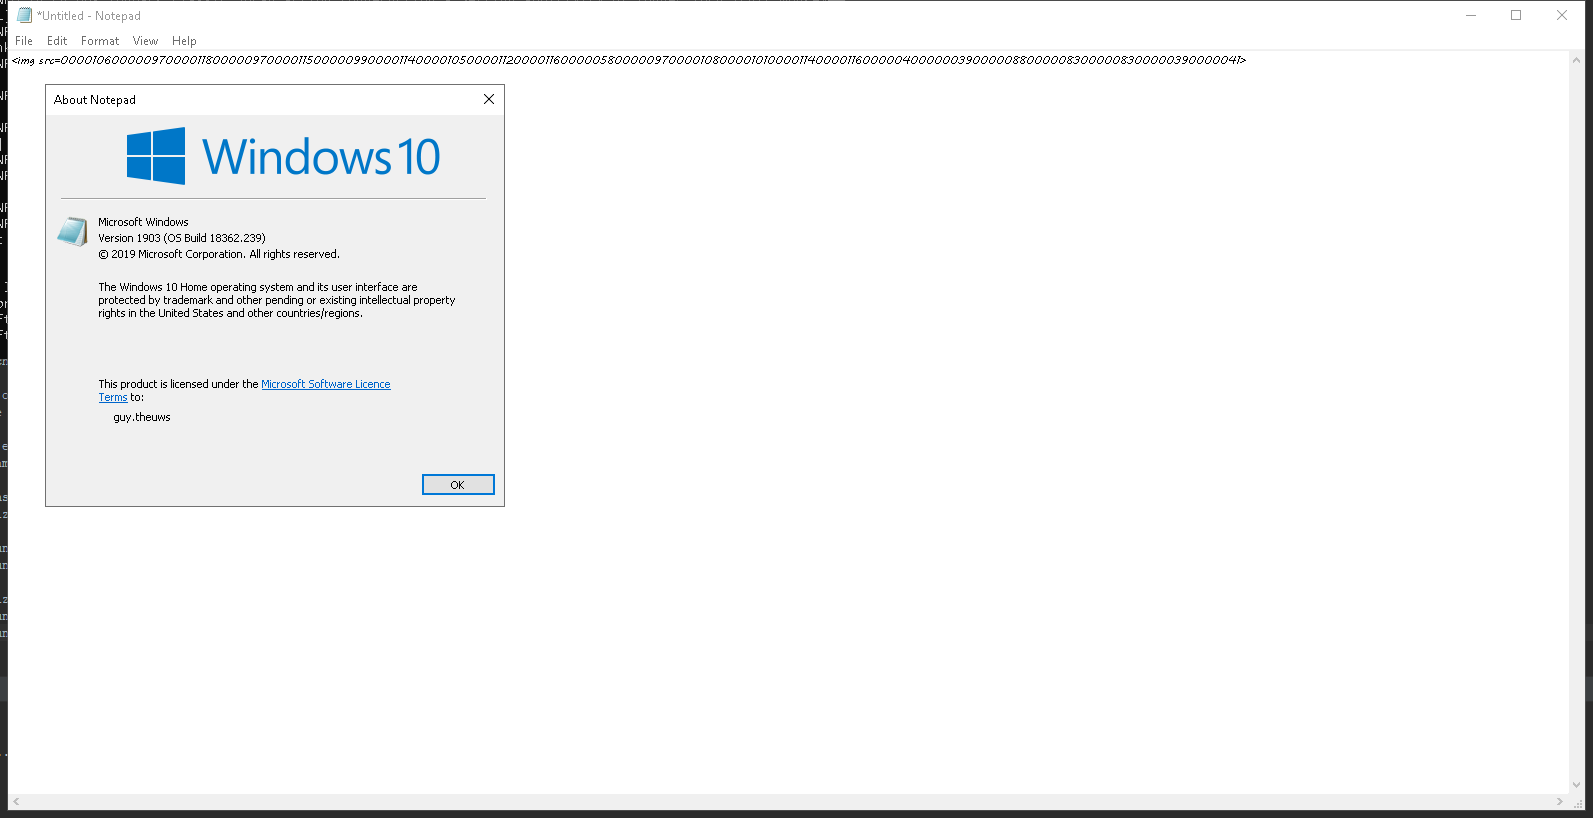 *Untitled - Notepad
File Edit Format View Help
<img src=00001060000097000011800000970000115000009900001140000105000011200001160000058000009700001080000101000011400001160000040000003900000880000083000008300000390000041>
About Notepad
Windows 10
Microsoft Windows
Version 1903 (OS Build 18362.239)
© 2019 Microsoft Corporation. All rights reserved.
The Windows 10 Home operating system and its user interface are
protected by trademark and other pending or existing intellectual property
rights in the United States and other countries/regions.
This product is licensed under the Microsoft Software Licence
Terms to:
guy.theuws
OK